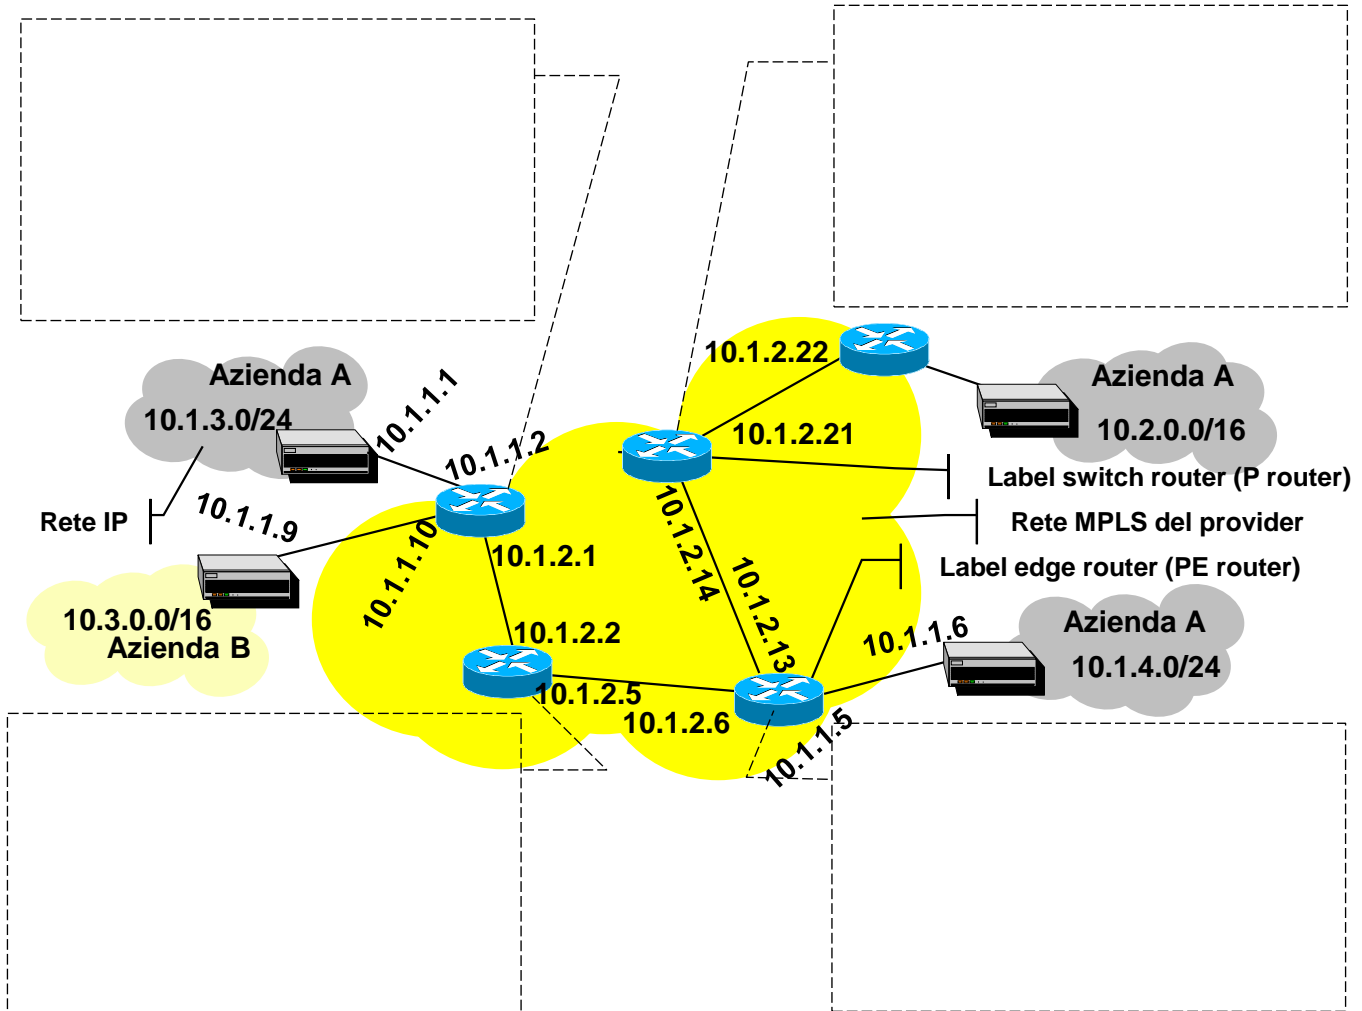 10.1.2.22
Azienda A
10.1.3.0/24
10.1.1.1
Azienda A
10.2.0.0/16
10.1.2.21
10.1.1.2
Label switch router (P router)
Rete IP
10.1.1.9
10.1.1.10
10.1.2.1
10.1.2.14
Rete MPLS del provider
Label edge router (PE router)
10.1.2.13
10.3.0.0/16
Azienda B
10.1.2.2
10.1.1.6
Azienda A
10.1.4.0/24
10.1.2.5
10.1.2.6
10.1.1.5